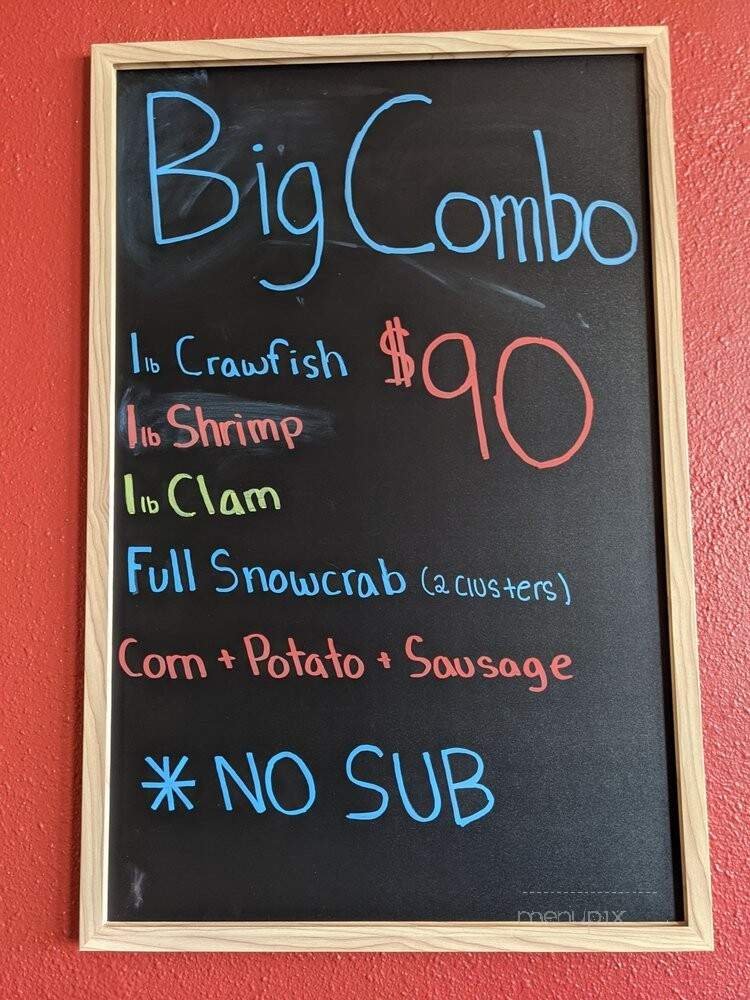 Big Combo
1lb Crawfish $90
1lb Shrimp
1lb Clam
Full Snowcrab (2 clusters)
Corn + Potato + Sausage
* NO SUB
menupix